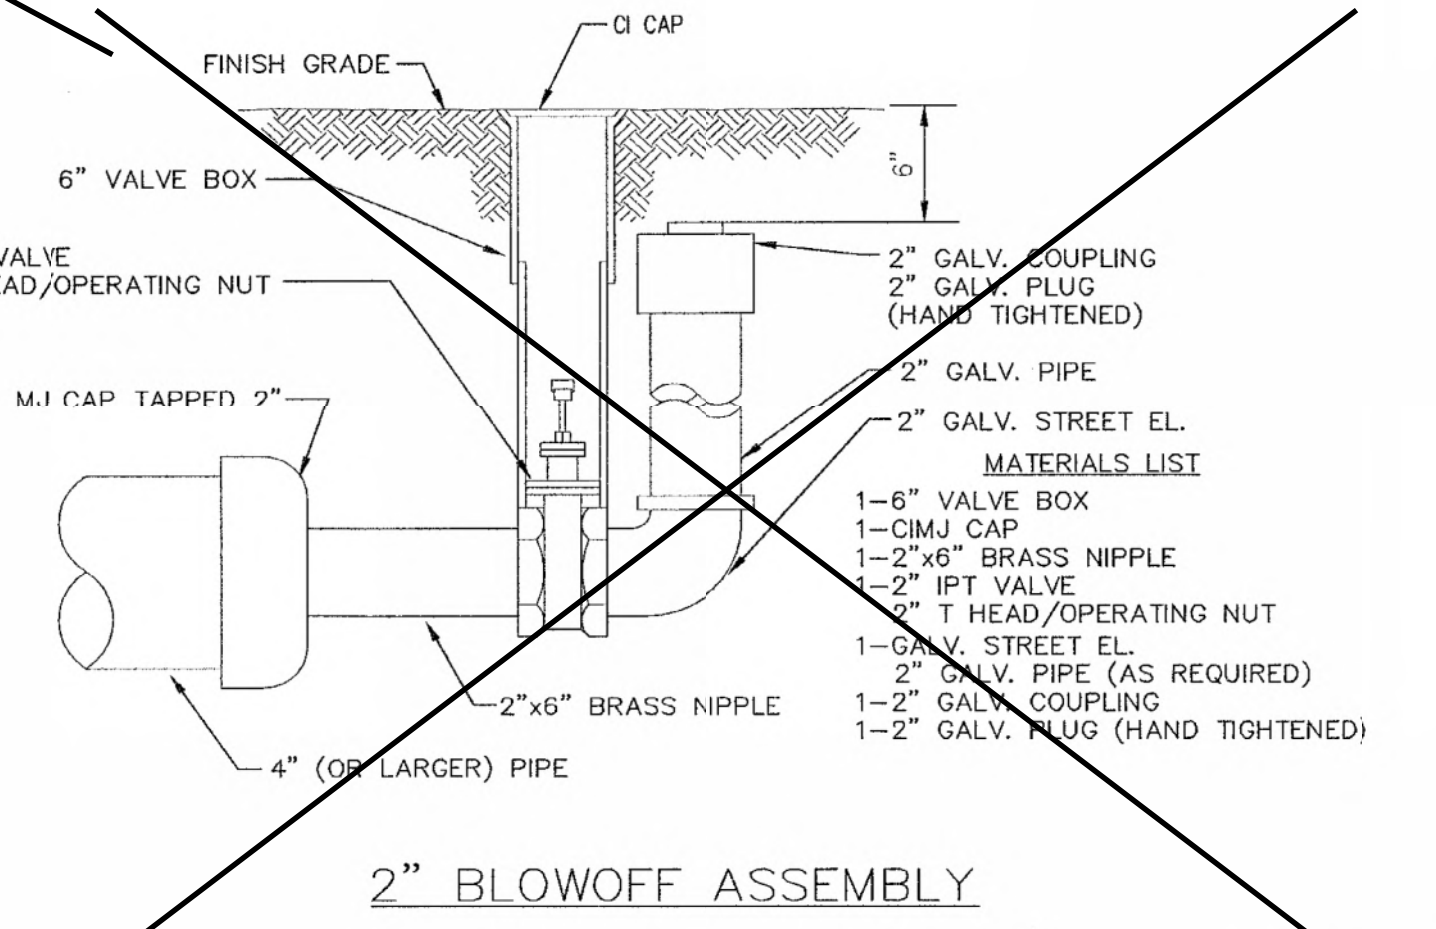 CI CAP
FINISH GRADE
6" VALVE BOX
6"
VALVE
EAD/OPERATING NUT
2" GALV. COUPLING
2" GALV. PLUG
(HAND TIGHTENED)
MJ CAP TAPPED 2"
2" GALV. PIPE
2" GALV. STREET EL.
MATERIALS LIST
1-6" VALVE BOX
1-CIMJ CAP
1-2"x6" BRASS NIPPLE
1-2" IPT VALVE
2" T HEAD/OPERATING NUT
1-GALV. STREET EL.
2" GALV. PIPE (AS REQUIRED)
1-2" GALV. COUPLING
1-2" GALV. PLUG (HAND TIGHTENED)
2"x6" BRASS NIPPLE
4" (OR LARGER) PIPE
2" BLOWOFF ASSEMBLY